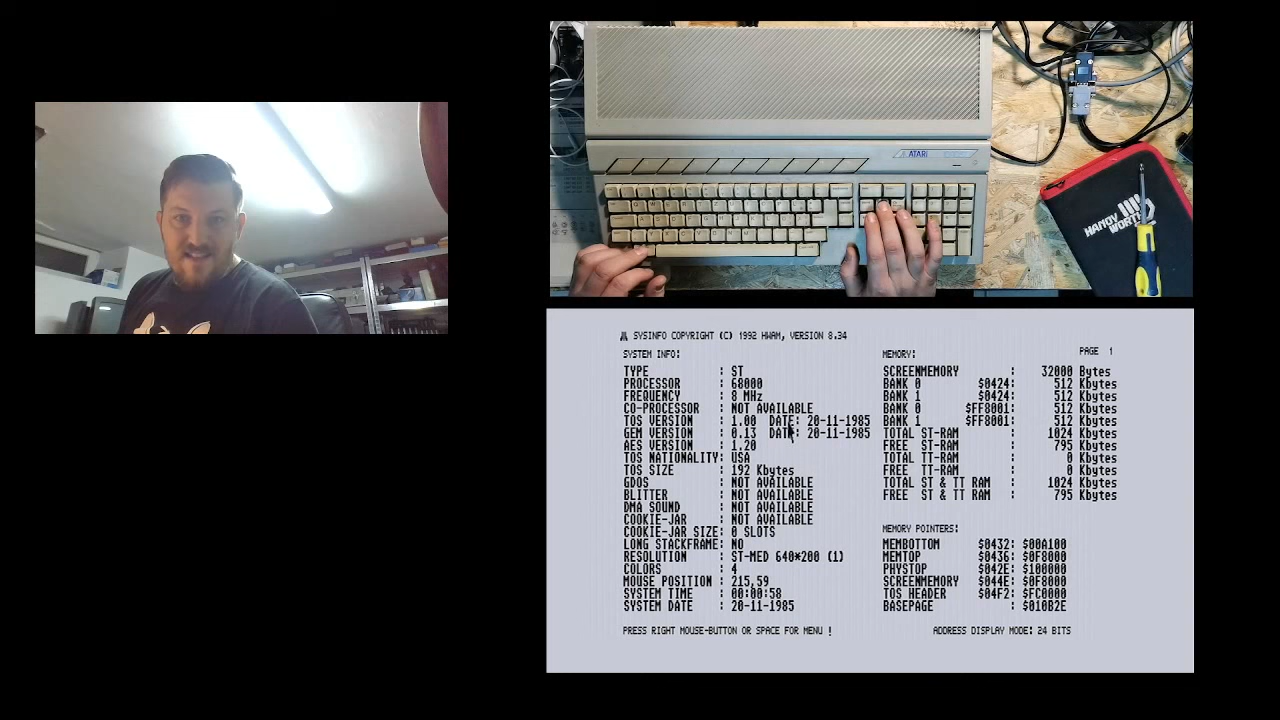 ATARI
HANDY
SYSINFO COPYRIGHT (C) 1992 HWAM, VERSION 8.34
PAGE 1
SYSTEM INFO:
TYPE : ST
PROCESSOR : 68000
FREQUENCY : 8 MHz
CO-PROCESSOR : NOT AVAILABLE
TOS VERSION : 1.00 DATE: 20-11-1985
GEM VERSION : 0.13 DATE: 20-11-1985
AES VERSION : 1.20
TOS NATIONALITY: USA
TOS SIZE : 192 Kbytes
GDOS : NOT AVAILABLE
BLITTER : NOT AVAILABLE
DMA SOUND : NOT AVAILABLE
COOKIE-JAR : NOT AVAILABLE
COOKIE-JAR SIZE: 0 SLOTS
LONG STACKFRAME: NO
RESOLUTION : ST-MED 640*200 (1)
COLORS : 4
MOUSE POSITION : 215,59
SYSTEM TIME : 00:00:58
SYSTEM DATE : 20-11-1985
MEMORY:
SCREENMEMORY : 32000 Bytes
BANK 0 $0424: 512 Kbytes
BANK 1 $0424: 512 Kbytes
BANK 0 $FF8001: 512 Kbytes
BANK 1 $FF8001: 512 Kbytes
TOTAL ST-RAM : 1024 Kbytes
FREE ST-RAM : 795 Kbytes
TOTAL TT-RAM : 0 Kbytes
FREE TT-RAM : 0 Kbytes
TOTAL ST & TT RAM : 1024 Kbytes
FREE ST & TT RAM : 795 Kbytes
MEMORY POINTERS:
MEMBOTTOM $0432: $00A100
MEMTOP $0436: $0F8000
PHYSTOP $042E: $100000
SCREENMEMORY $044E: $0F8000
TOS HEADER $04F2: $FC0000
BASEPAGE : $010B2E
PRESS RIGHT MOUSE-BUTTON OR SPACE FOR MENU !
ADDRESS DISPLAY MODE: 24 BITS